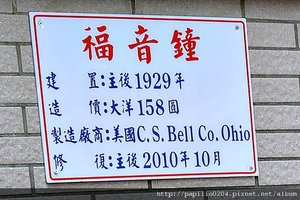 福音鐘
建 置:主後1929年
造 價:大洋158圓
製造廠商:美國C.S. Bell Co. Ohio
修 復:主後2010年10月
http://papilio0204.pixnet.net/album